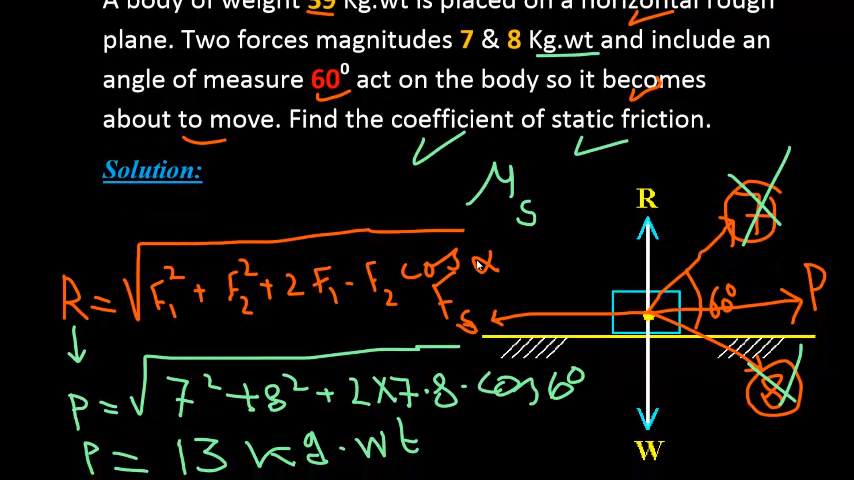 A body of weight 39 Kg.wt is placed on a horizontal rough
plane. Two forces magnitudes 7 & 8 Kg.wt and include an
angle of measure 60⁰ act on the body so it becomes
about to move. Find the coefficient of static friction.
Solution:
μs
R
7
R = √F₁² + F₂² + 2 F₁ · F₂ cos α
Fs
60°
P
P = √7² + 8² + 2 × 7 · 8 · cos 60
8
P = 13 kg.wt
W